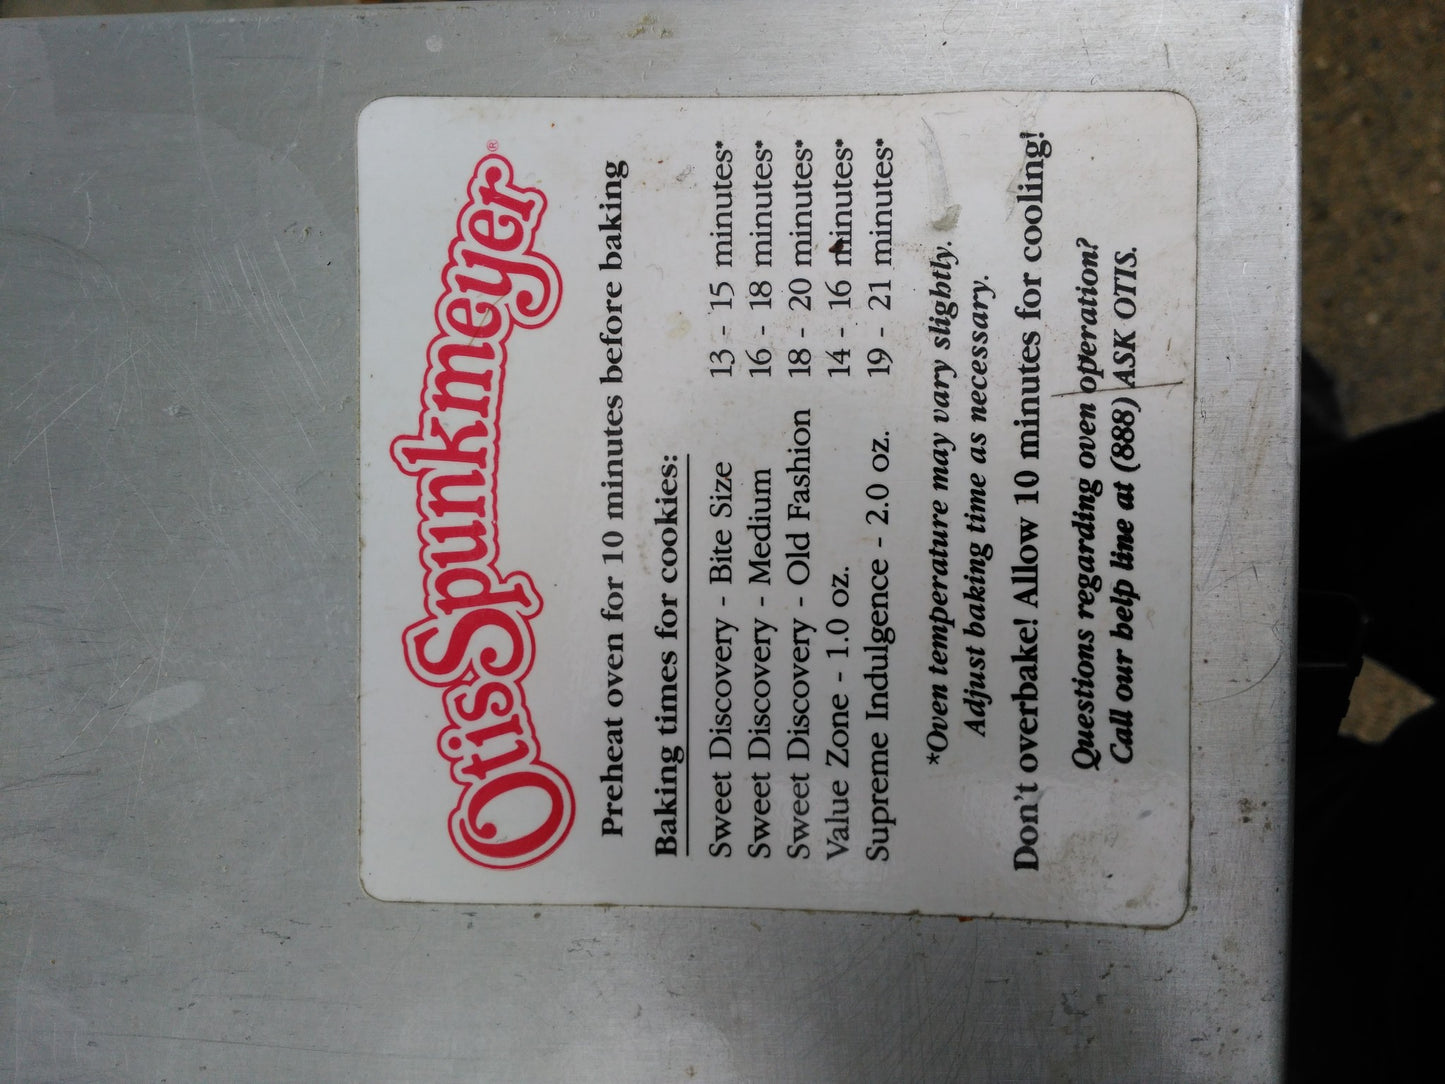 Otis Spunkmeyer®
Preheat oven for 10 minutes before baking
Baking times for cookies:
Sweet Discovery - Bite Size 13 - 15 minutes*
Sweet Discovery - Medium 16 - 18 minutes*
Sweet Discovery - Old Fashion 18 - 20 minutes*
Value Zone - 1.0 oz. 14 - 16 minutes*
Supreme Indulgence - 2.0 oz. 19 - 21 minutes*
*Oven temperature may vary slightly.
Adjust baking time as necessary.
Don't overbake! Allow 10 minutes for cooling!
Questions regarding oven operation?
Call our help line at (888) ASK OTIS.